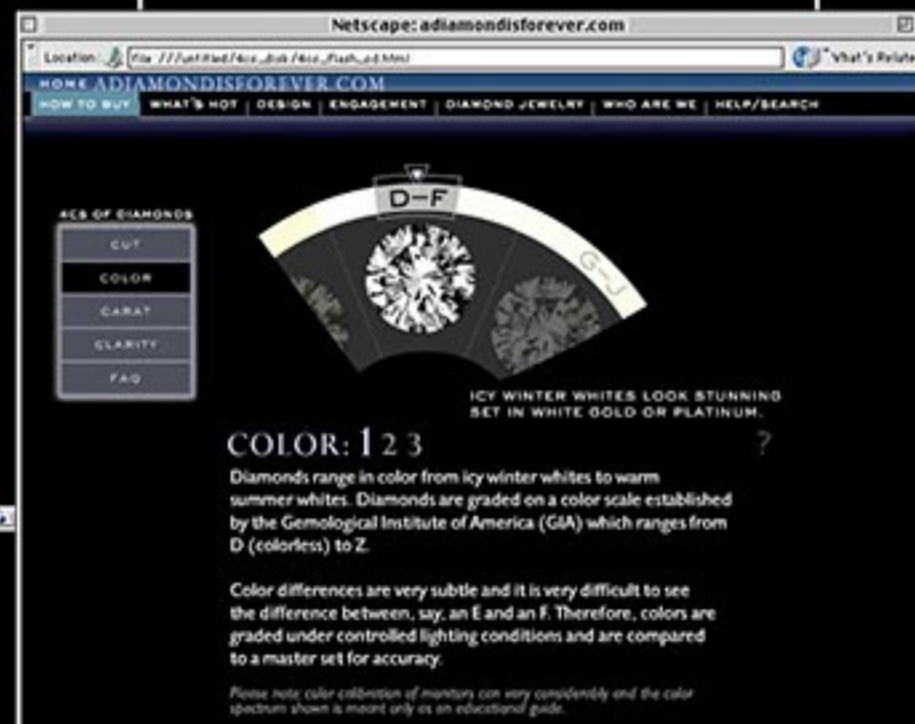 Netscape: adiamondisforever.com
Location: file:///untitled/4cs_disk/4cs_flash_cd.html What's Relate
HOME ADIAMONDISFOREVER.COM
HOW TO BUY WHAT'S HOT | DESIGN | ENGAGEMENT | DIAMOND JEWELRY | WHO ARE WE | HELP/SEARCH
D–F
G–J
4CS OF DIAMONDS
CUT
COLOR
CARAT
CLARITY
FAQ
ICY WINTER WHITES LOOK STUNNING
SET IN WHITE GOLD OR PLATINUM.
COLOR: 1 2 3 ?
Diamonds range in color from icy winter whites to warm
summer whites. Diamonds are graded on a color scale established
by the Gemological Institute of America (GIA) which ranges from
D (colorless) to Z.
Color differences are very subtle and it is very difficult to see
the difference between, say, an E and an F. Therefore, colors are
graded under controlled lighting conditions and are compared
to a master set for accuracy.
Please note: color calibration of monitors can vary considerably and the color
spectrum shown is meant only as an educational guide.